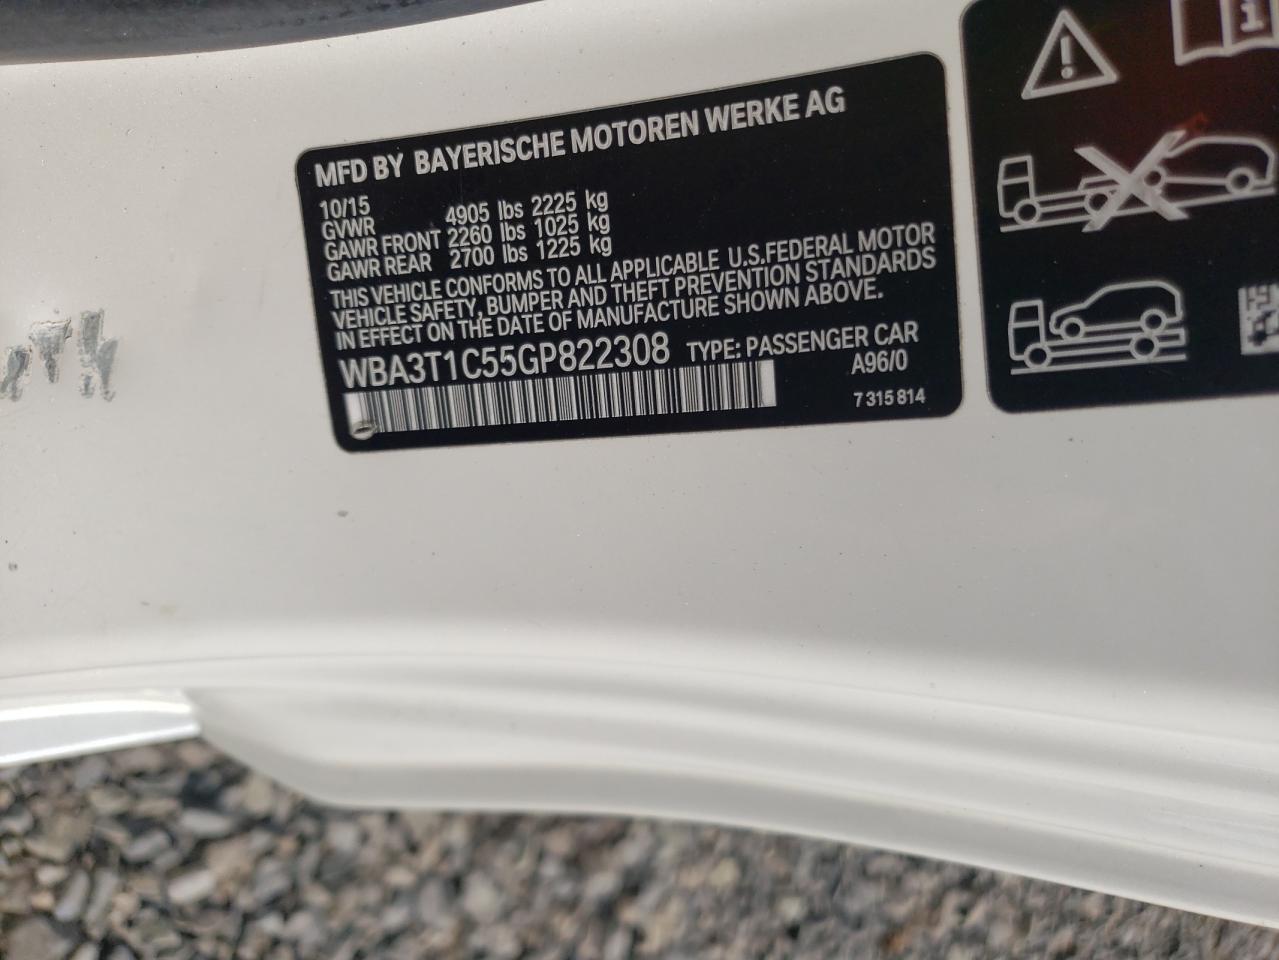 MFD BY BAYERISCHE MOTOREN WERKE AG
10/15
GVWR 4905 lbs 2225 kg
GAWR FRONT 2260 lbs 1025 kg
GAWR REAR 2700 lbs 1225 kg
THIS VEHICLE CONFORMS TO ALL APPLICABLE U.S.FEDERAL MOTOR
VEHICLE SAFETY, BUMPER AND THEFT PREVENTION STANDARDS
IN EFFECT ON THE DATE OF MANUFACTURE SHOWN ABOVE.
WBA3T1C55GP822308 TYPE: PASSENGER CAR
A96/0
7 315 814